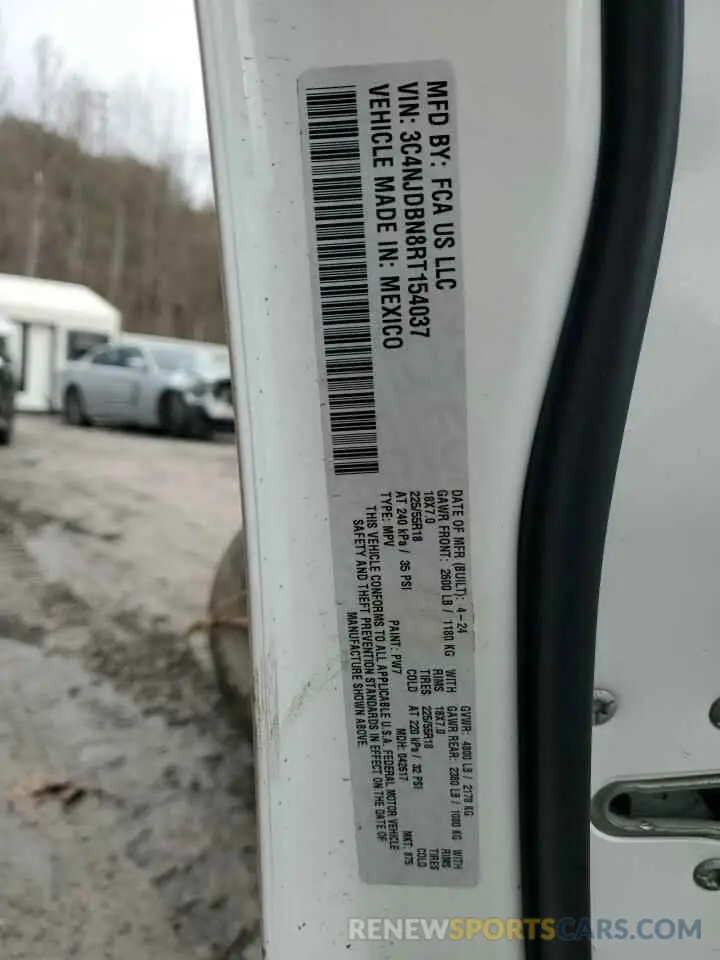 MFD BY: FCA US LLC
VIN: 3C4NJDBN8RT154037
VEHICLE MADE IN: MEXICO
DATE OF MFR (BUILT): 4-24 GVWR: 4800 LB / 2178 KG
GAWR FRONT: 2600 LB / 1180 KG WITH GAWR REAR: 2380 LB / 1080 KG WITH
18X7.0 RIMS 18X7.0 RIMS
225/55R18 TIRES 225/55R18 TIRES
AT 240 kPa / 35 PSI COLD AT 220 kPa / 32 PSI COLD
TYPE: MPV PAINT: PW7 MDH: 042617 MKT: 875
THIS VEHICLE CONFORMS TO ALL APPLICABLE U.S.A. FEDERAL MOTOR VEHICLE
SAFETY AND THEFT PREVENTION STANDARDS IN EFFECT ON THE DATE OF
MANUFACTURE SHOWN ABOVE.
RENEWSPORTSCARS.COM